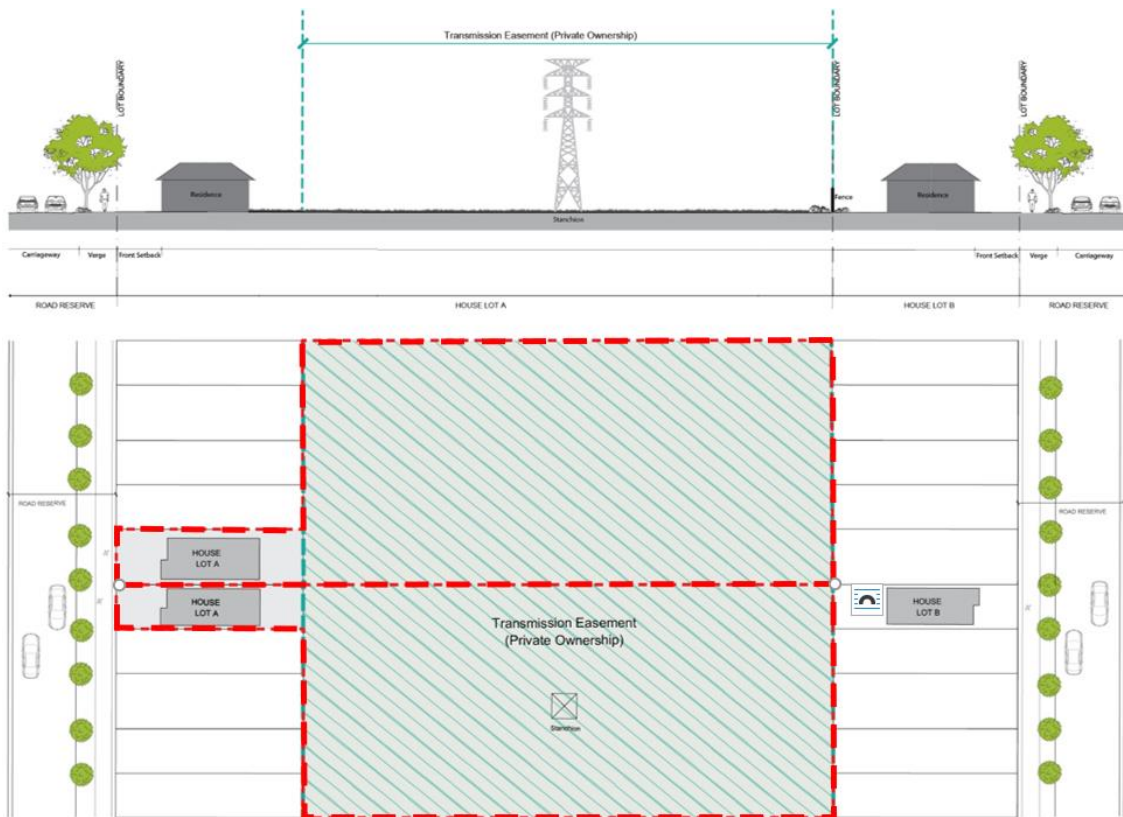 Transmission Easement (Private Ownership)
LOT BOUNDARY
LOT BOUNDARY
LOT BOUNDARY
Residence
Stanchion
Fence
Residence
Carriageway
Verge
Front Setback
Front Setback
Verge
Carriageway
ROAD RESERVE
HOUSE LOT A
HOUSE LOT B
ROAD RESERVE
ROAD RESERVE
ROAD RESERVE
HOUSE
LOT A
HOUSE
LOT A
HOUSE
LOT B
Transmission Easement
(Private Ownership)
Stanchion